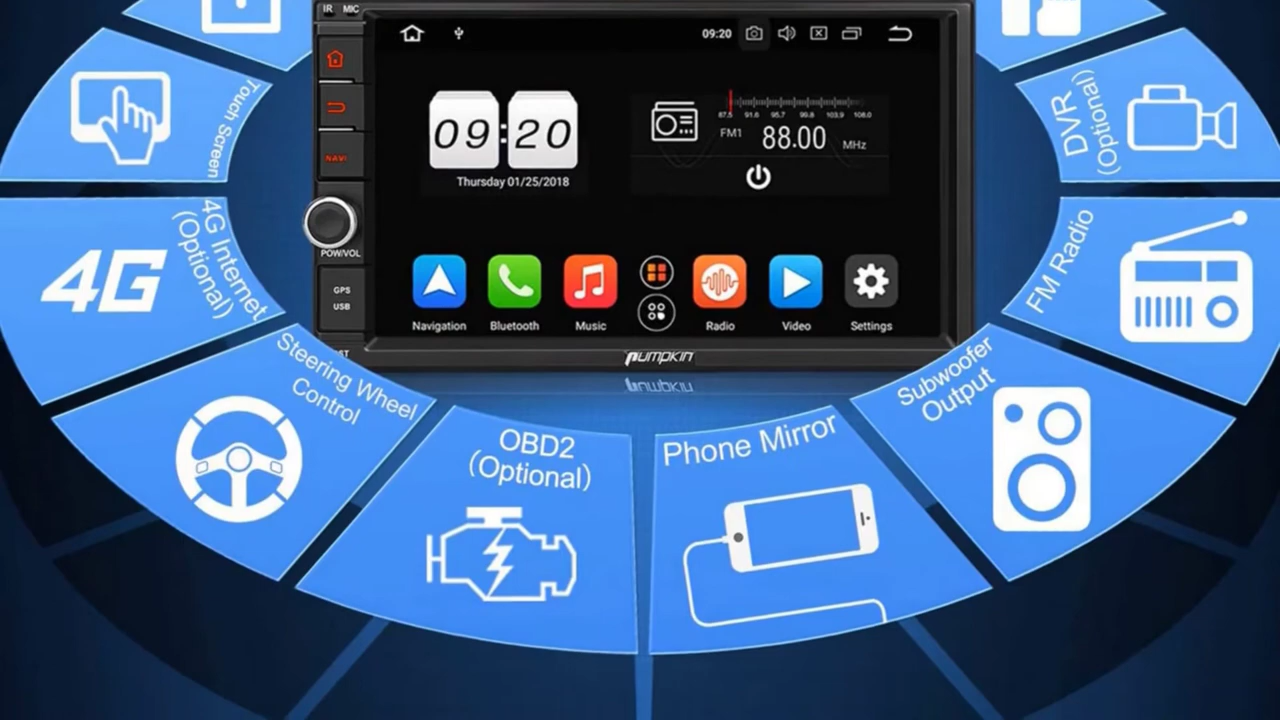 IR MIC
09:20
09:20
Thursday 01/25/2018
87.5 91.6 95.7 99.8 103.9 108.0
FM1 88.00 MHz
NAVI
POW/VOL
GPS
USB
Navigation Bluetooth Music Radio Video Settings
PUMPKIN
Touch Screen
4G Internet
(Optional)
4G
Steering Wheel
Control
OBD2
(Optional)
Phone Mirror
Subwoofer
Output
FM Radio
DVR
(Optional)